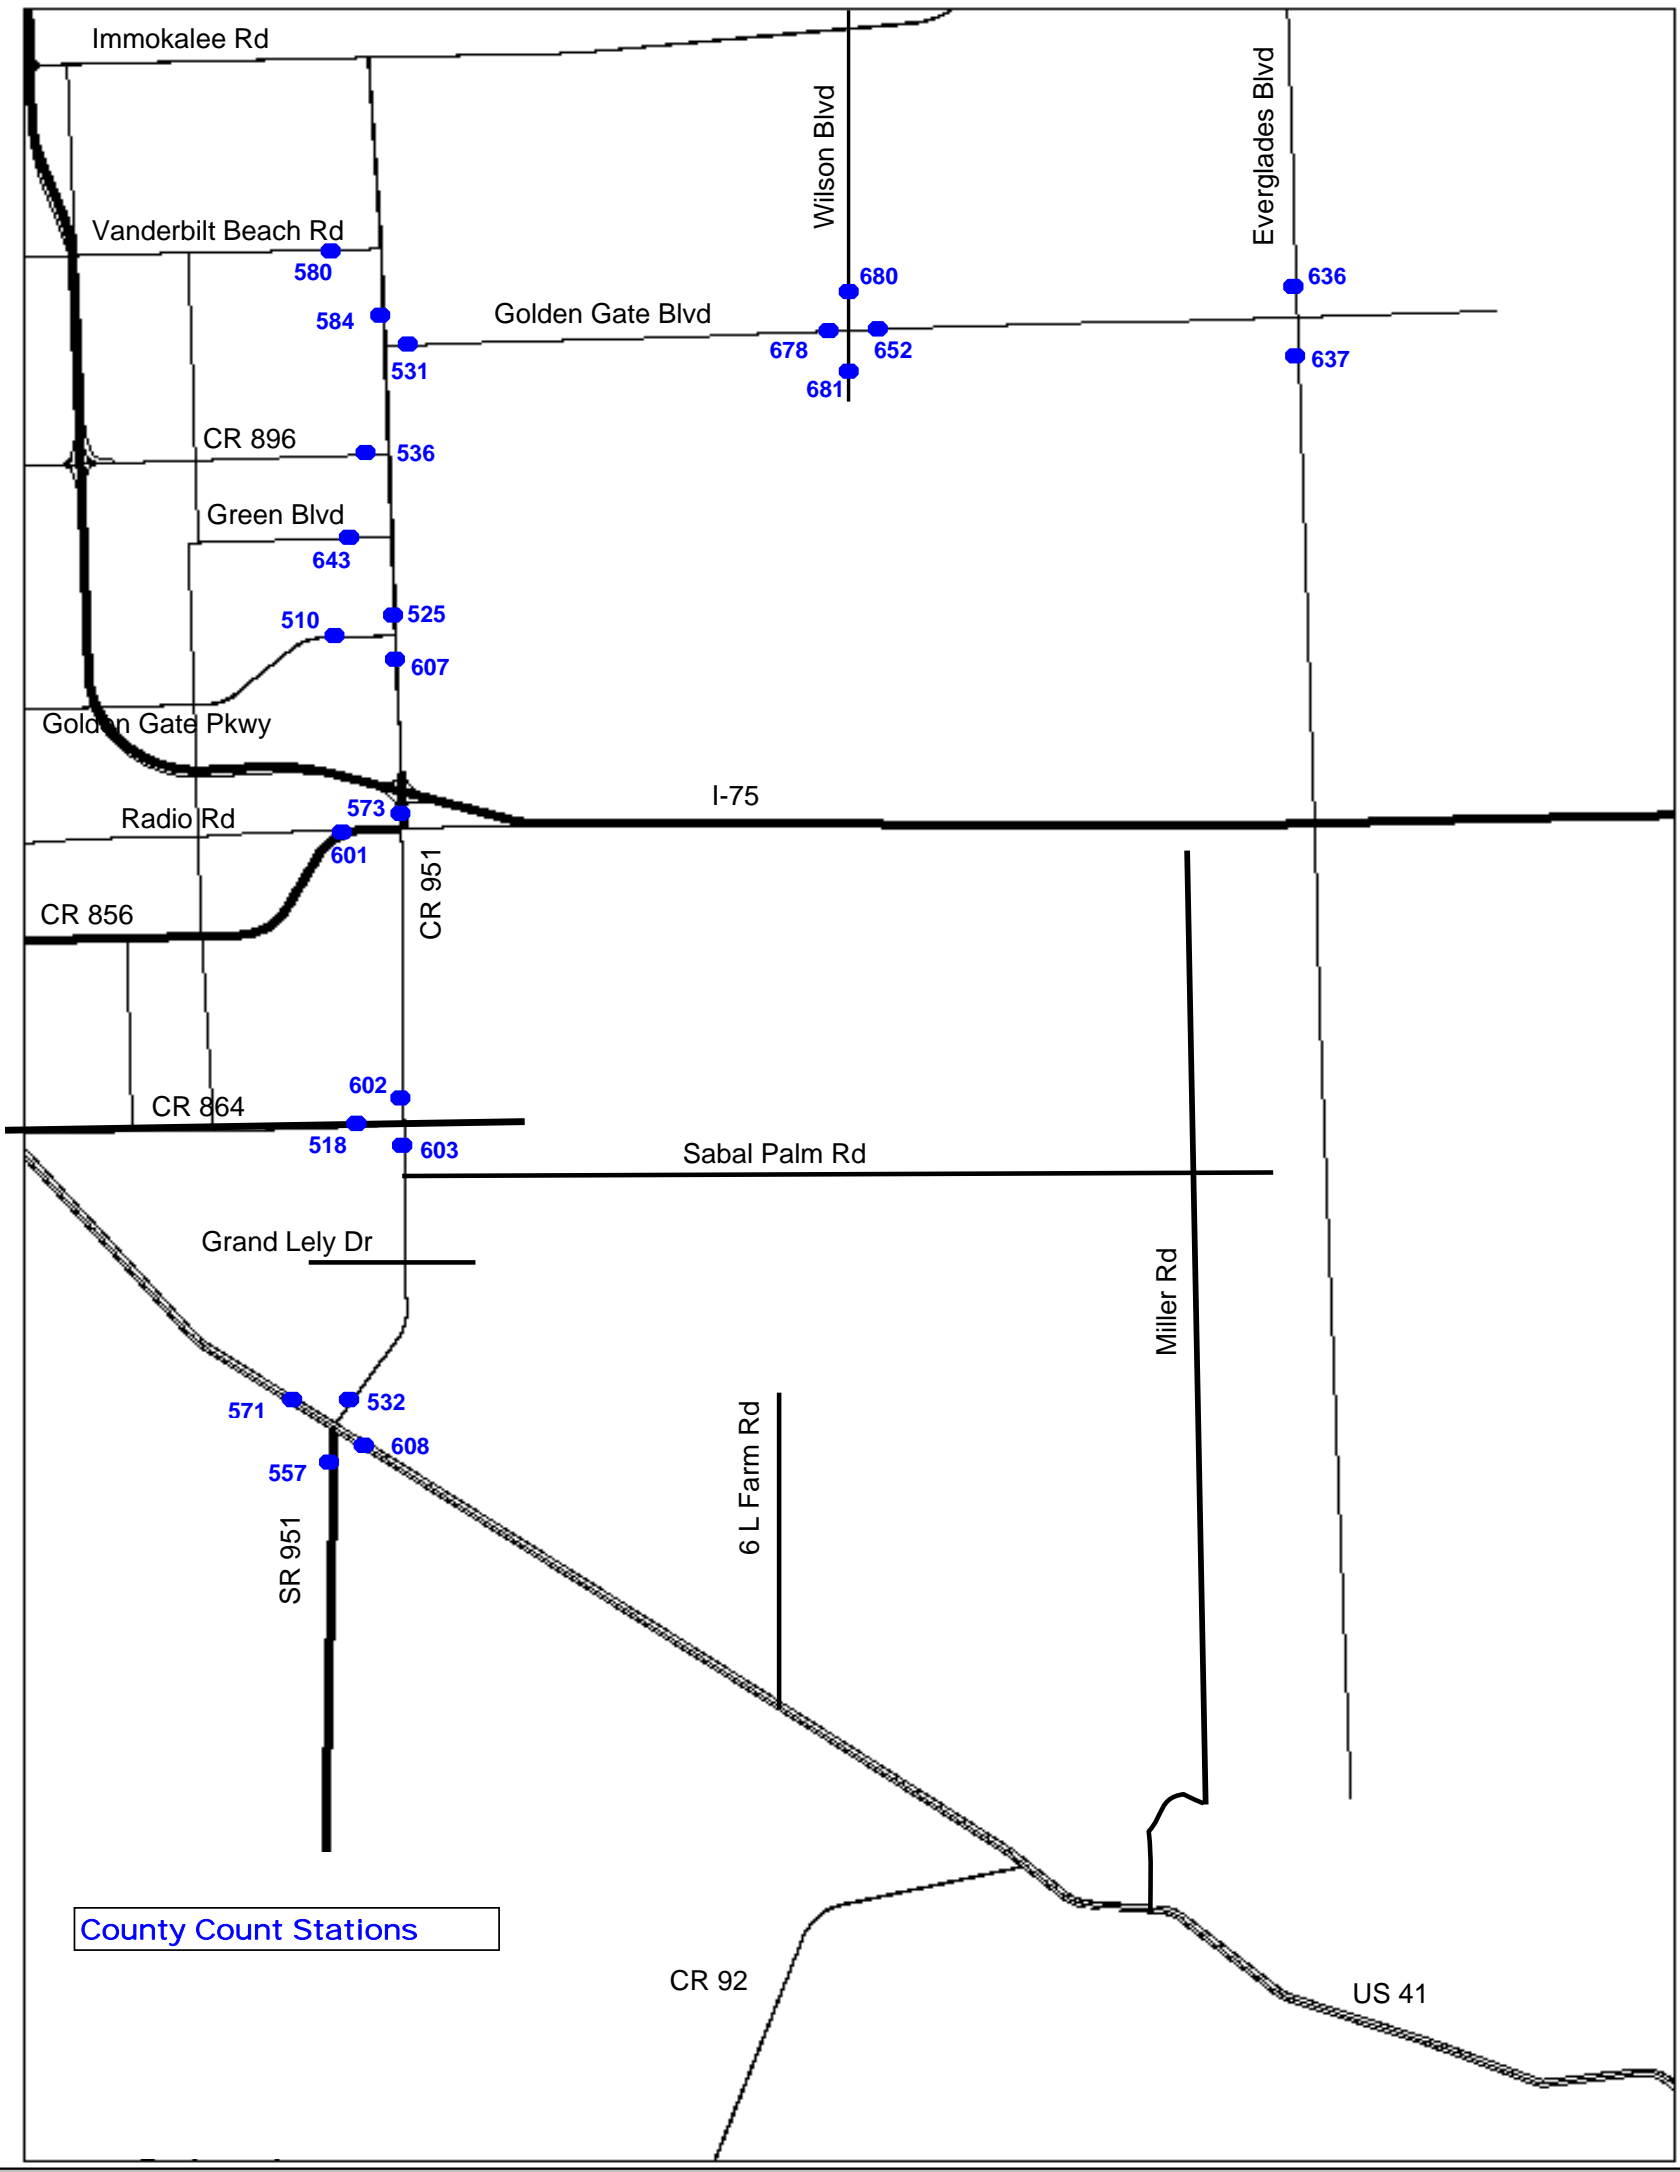 Immokalee Rd
Wilson Blvd
Everglades Blvd
Vanderbilt Beach Rd
580
680
636
584
Golden Gate Blvd
678
652
531
637
681
CR 896
536
Green Blvd
643
510
525
607
Golden Gate Pkwy
I-75
573
Radio Rd
601
CR 951
CR 856
602
CR 864
518
603
Sabal Palm Rd
Grand Lely Dr
Miller Rd
571
532
608
557
6 L Farm Rd
SR 951
County Count Stations
CR 92
US 41